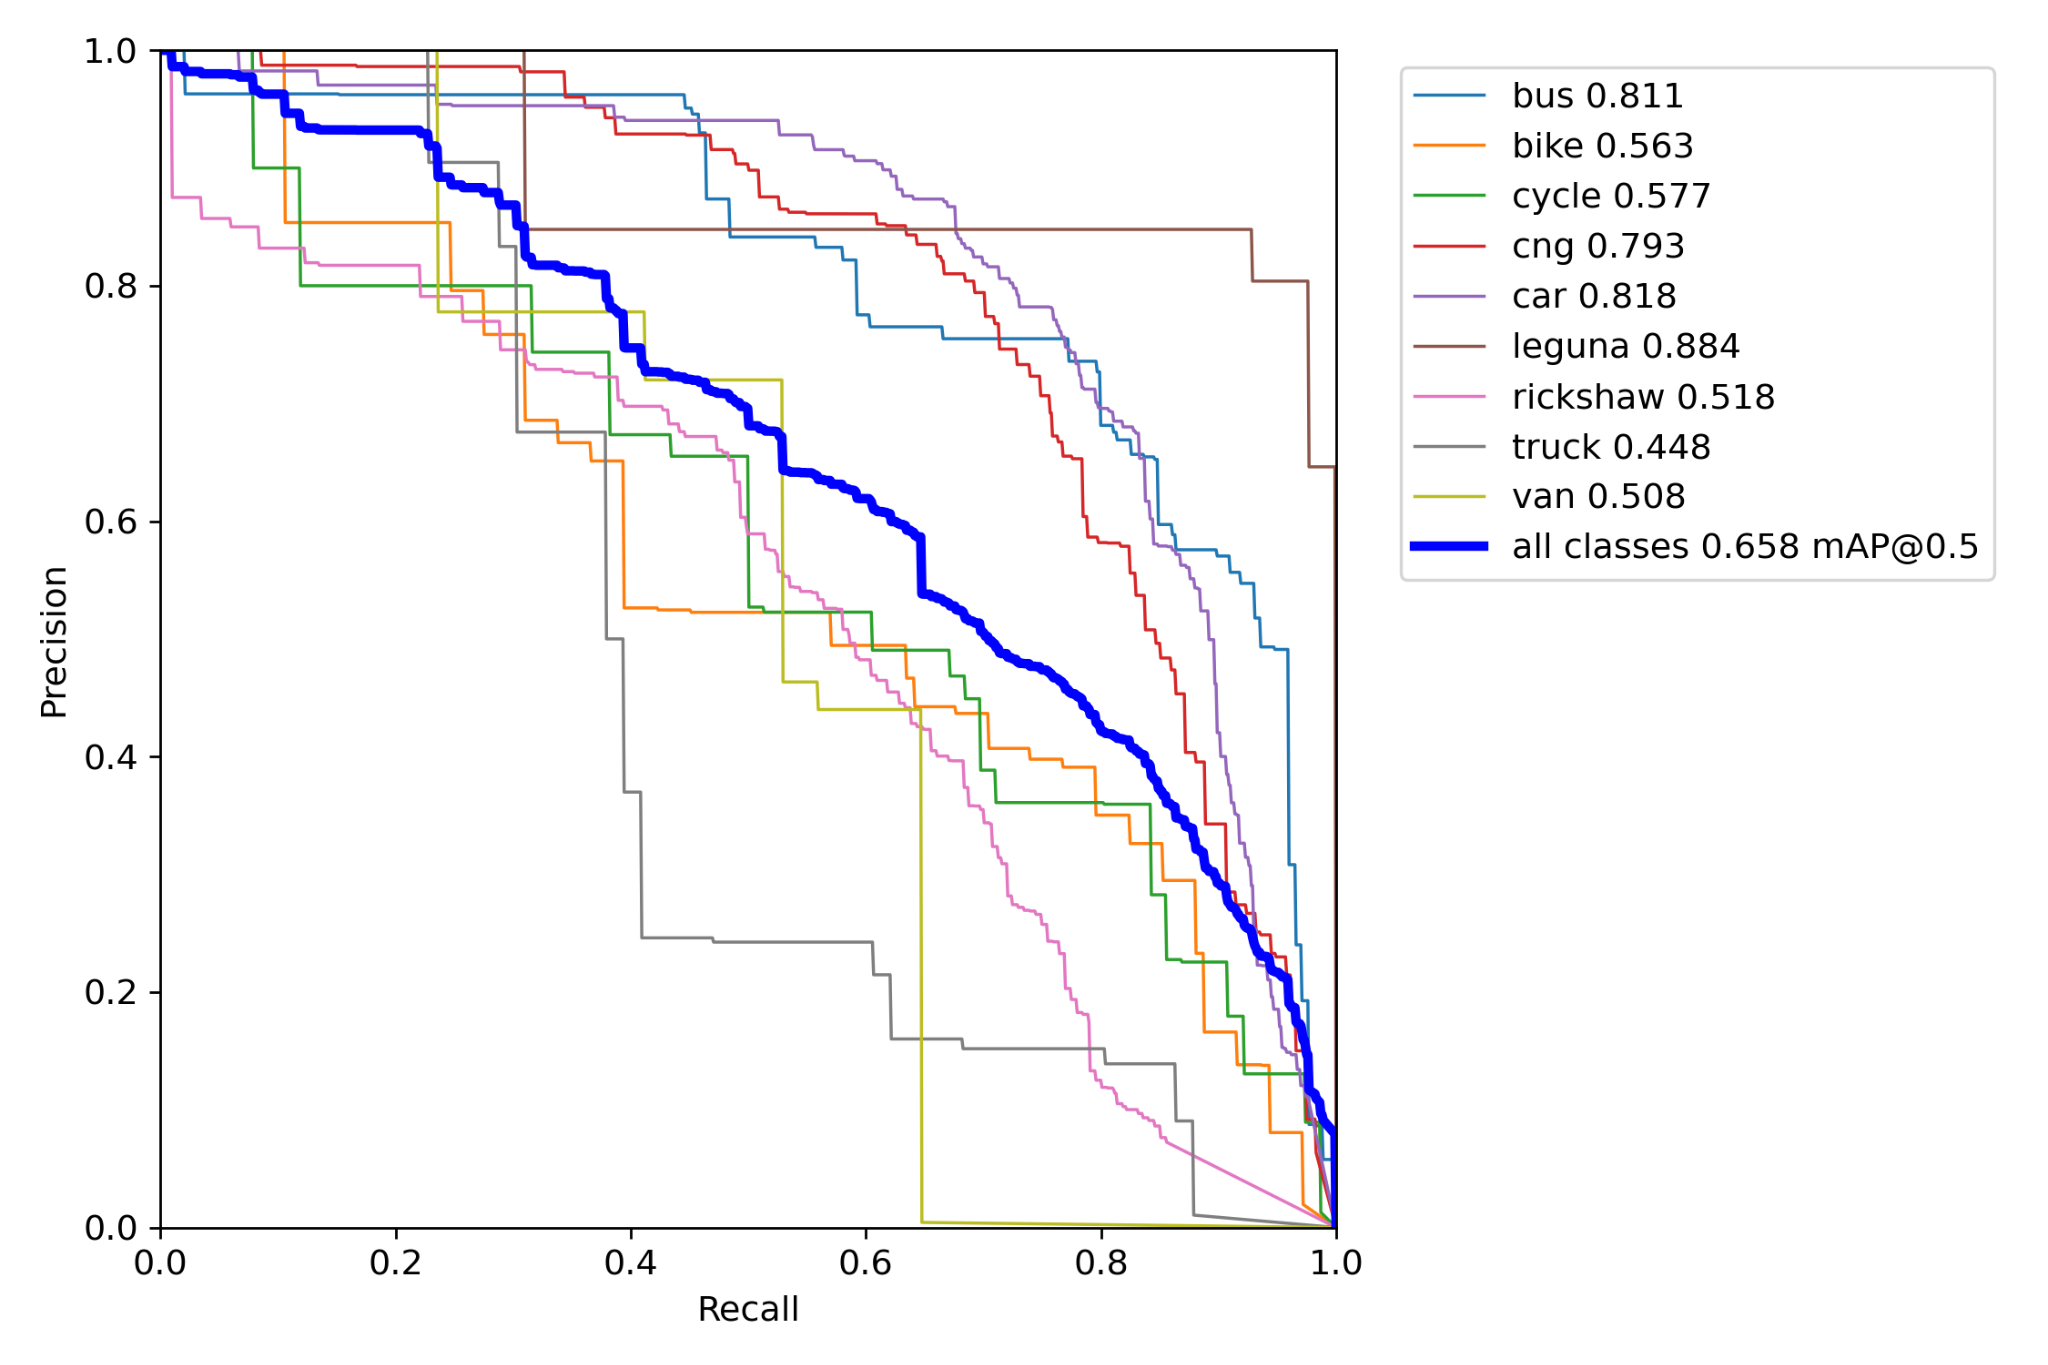 1.0
0.8
0.6
0.4
0.2
0.0
Precision
0.0 0.2 0.4 0.6 0.8 1.0
Recall
bus 0.811
bike 0.563
cycle 0.577
cng 0.793
car 0.818
leguna 0.884
rickshaw 0.518
truck 0.448
van 0.508
all classes 0.658 mAP@0.5